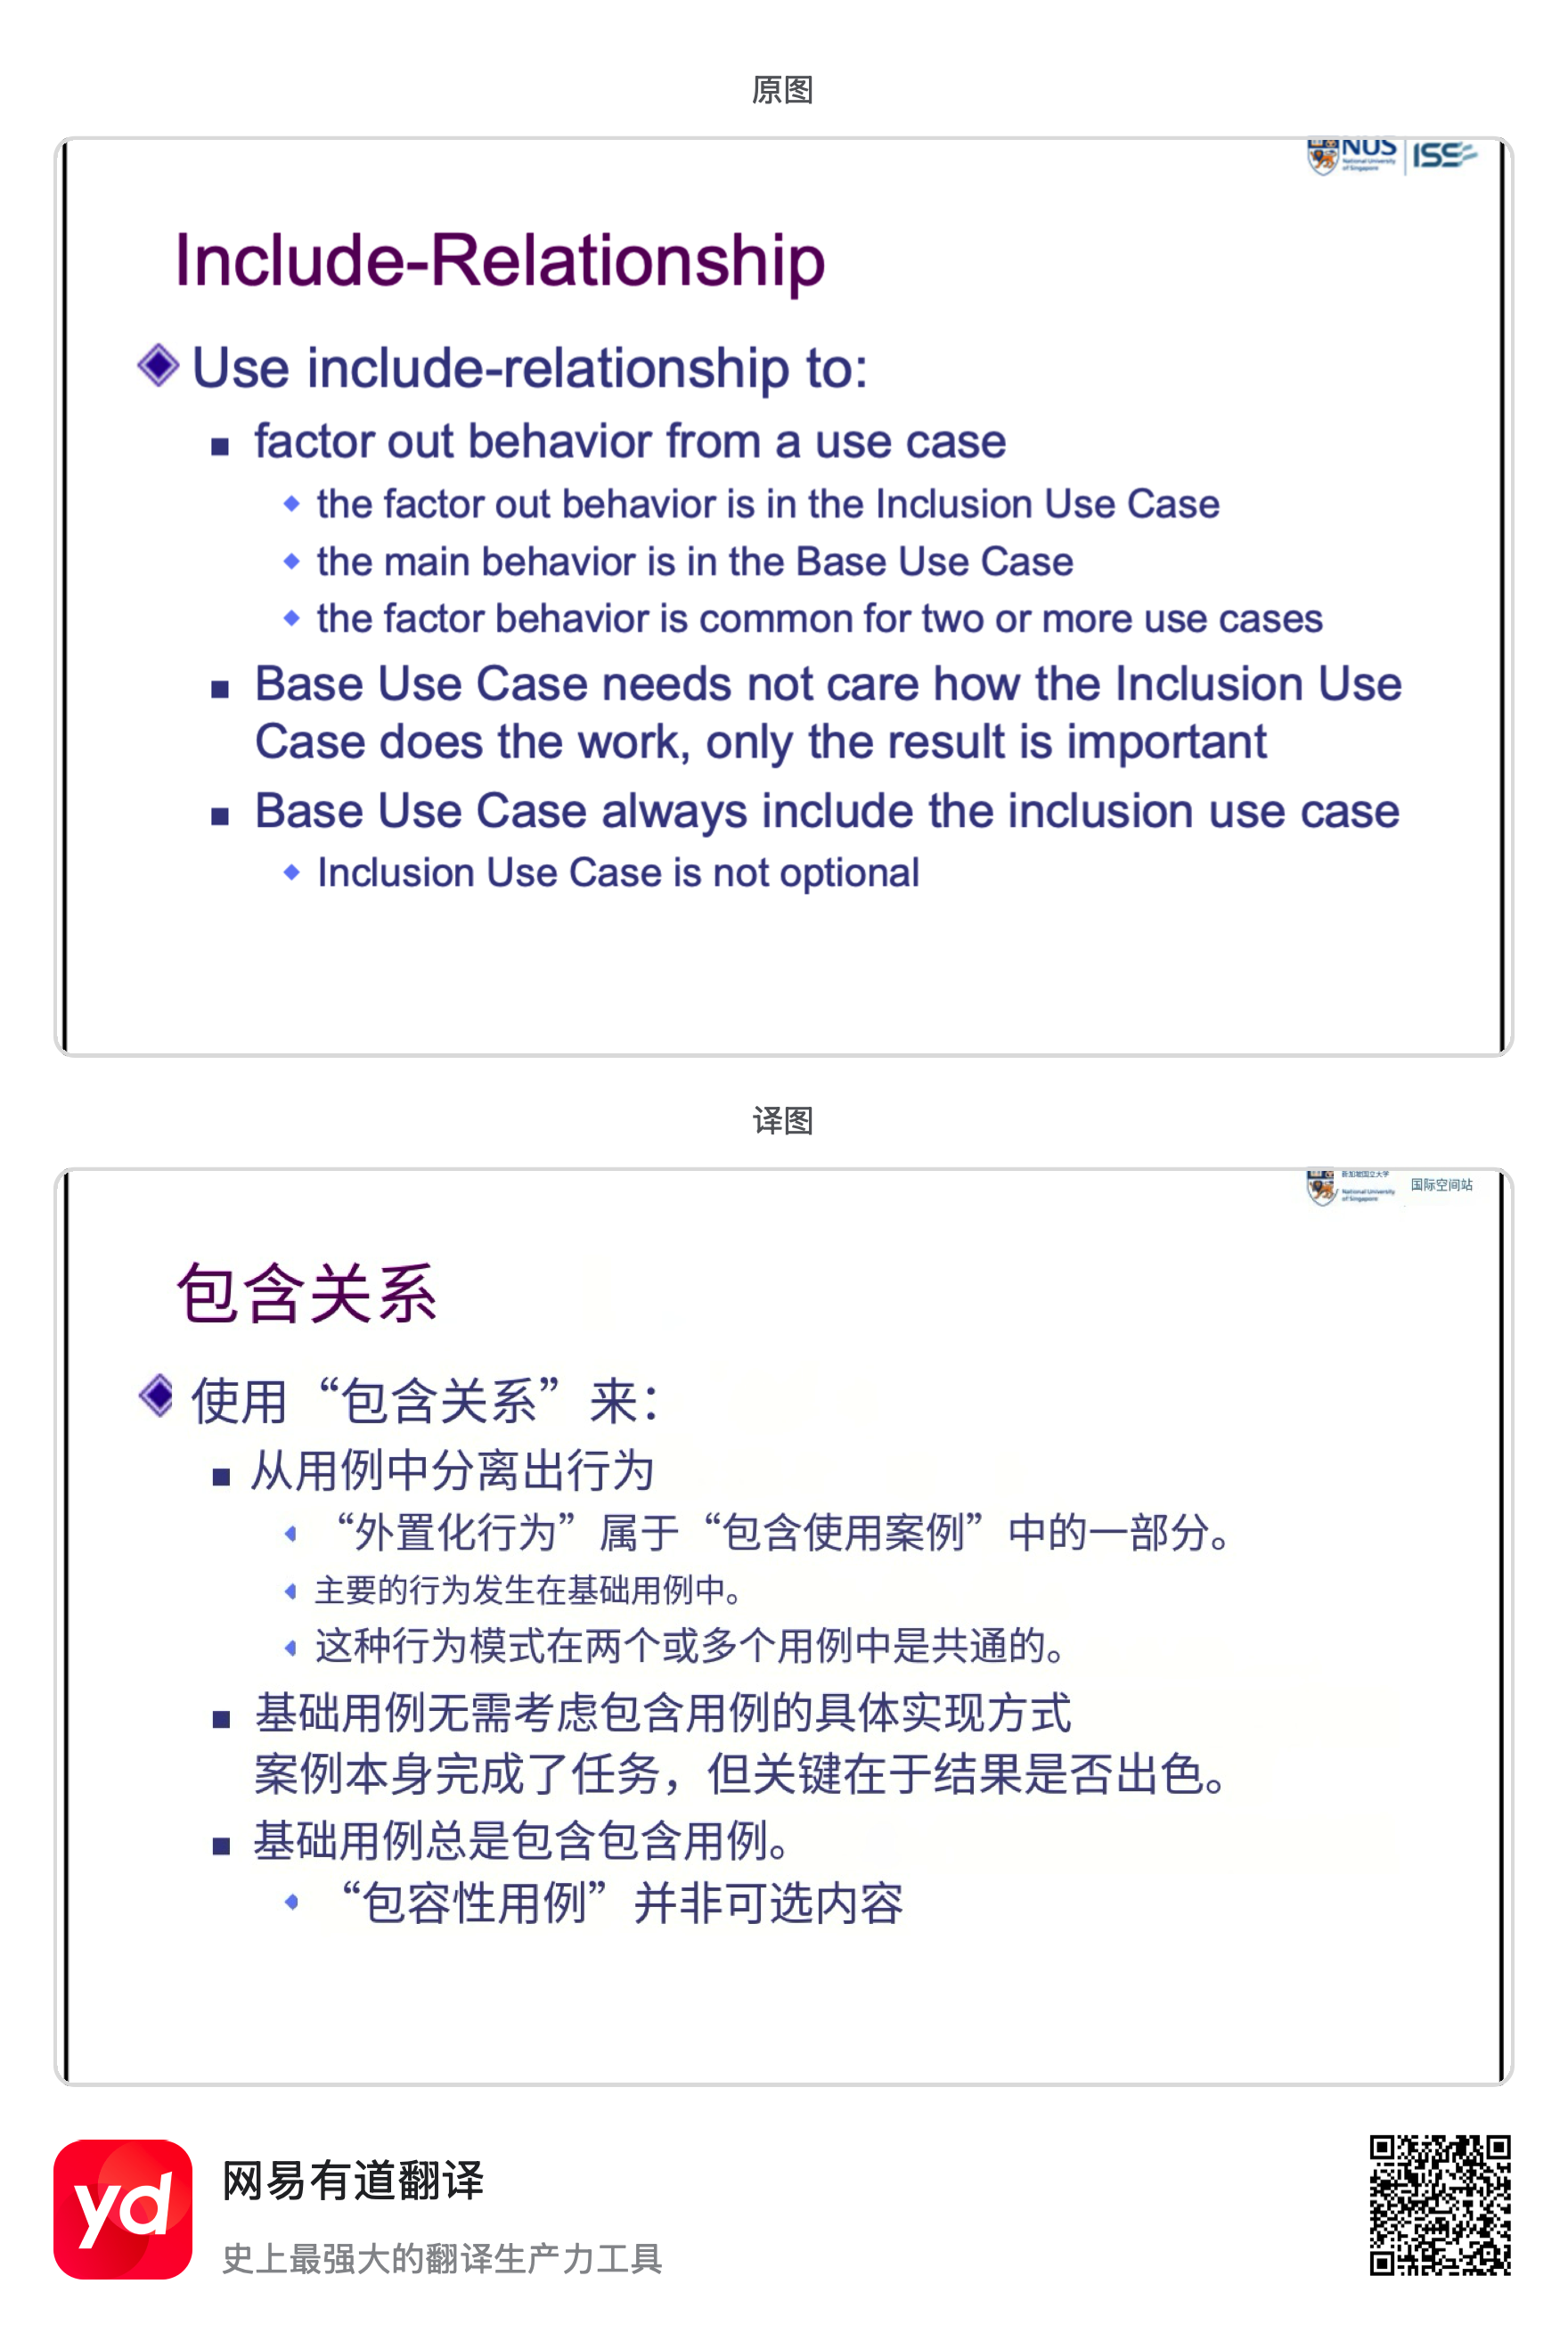 原图
NUS
National University
of Singapore
ISS
Include-Relationship
Use include-relationship to:
factor out behavior from a use case
the factor out behavior is in the Inclusion Use Case
the main behavior is in the Base Use Case
the factor behavior is common for two or more use cases
Base Use Case needs not care how the Inclusion Use
Case does the work, only the result is important
Base Use Case always include the inclusion use case
Inclusion Use Case is not optional
译图
新加坡国立大学
National University
of Singapore
国际空间站
包含关系
使用“包含关系”来：
从用例中分离出行为
“外置化行为”属于“包含使用案例”中的一部分。
主要的行为发生在基础用例中。
这种行为模式在两个或多个用例中是共通的。
基础用例无需考虑包含用例的具体实现方式
案例本身完成了任务，但关键在于结果是否出色。
基础用例总是包含包含用例。
“包容性用例”并非可选内容
yd
网易有道翻译
史上最强大的翻译生产力工具